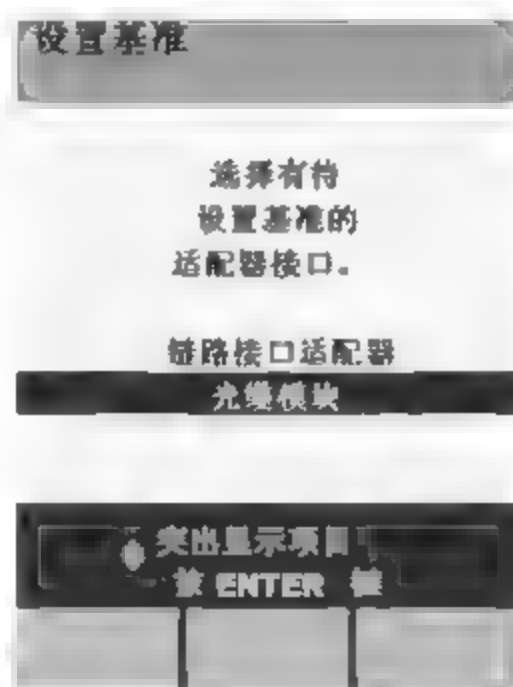 设置基准
选择有待
设置基准的
适配器接口。
链路接口适配器
光缆模块
突出显示项目
按 ENTER 键